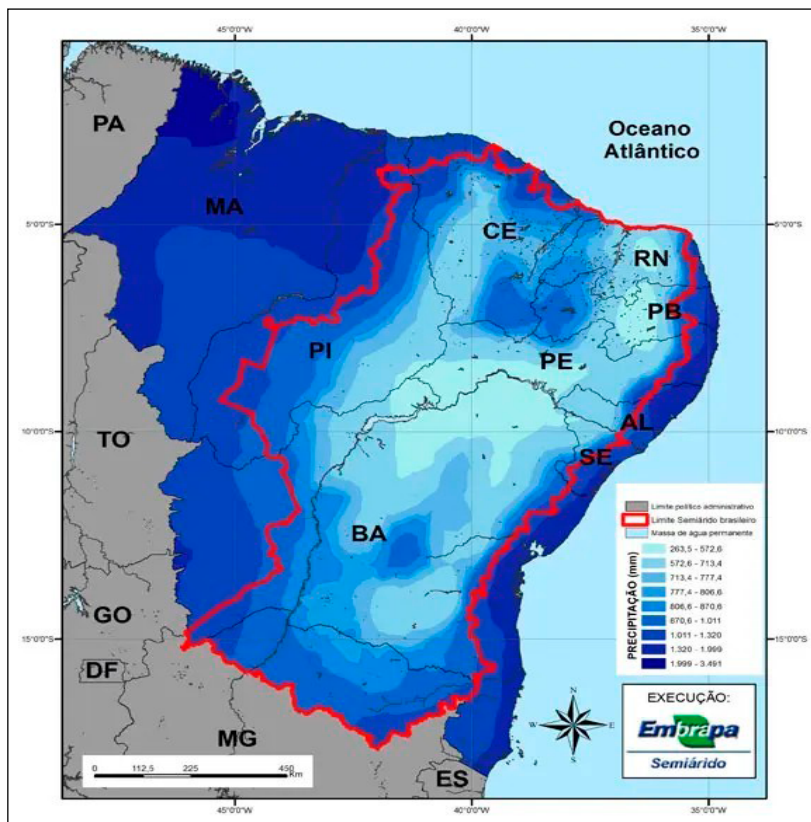 45°0'0"W 40°0'0"W 35°0'0"W
PA
Oceano
Atlântico
MA
5°0'0"S 5°0'0"S
CE
RN
PB
PI
PE
AL
10°0'0"S 10°0'0"S
TO
SE
BA
GO
15°0'0"S 15°0'0"S
DF
MG
ES
Limite político administrativo
Limite Semiárido brasileiro
Massa de água permanente
PRECIPITAÇÃO (mm)
263,5 - 572,6
572,6 - 713,4
713,4 - 777,4
777,4 - 806,6
806,6 - 870,6
870,6 - 1.011
1.011 - 1.320
1.320 - 1.999
1.999 - 3.491
EXECUÇÃO:
Embrapa
Semiárido
N
W E
S
0 112,5 225 450
Km
45°0'0"W 40°0'0"W 35°0'0"W